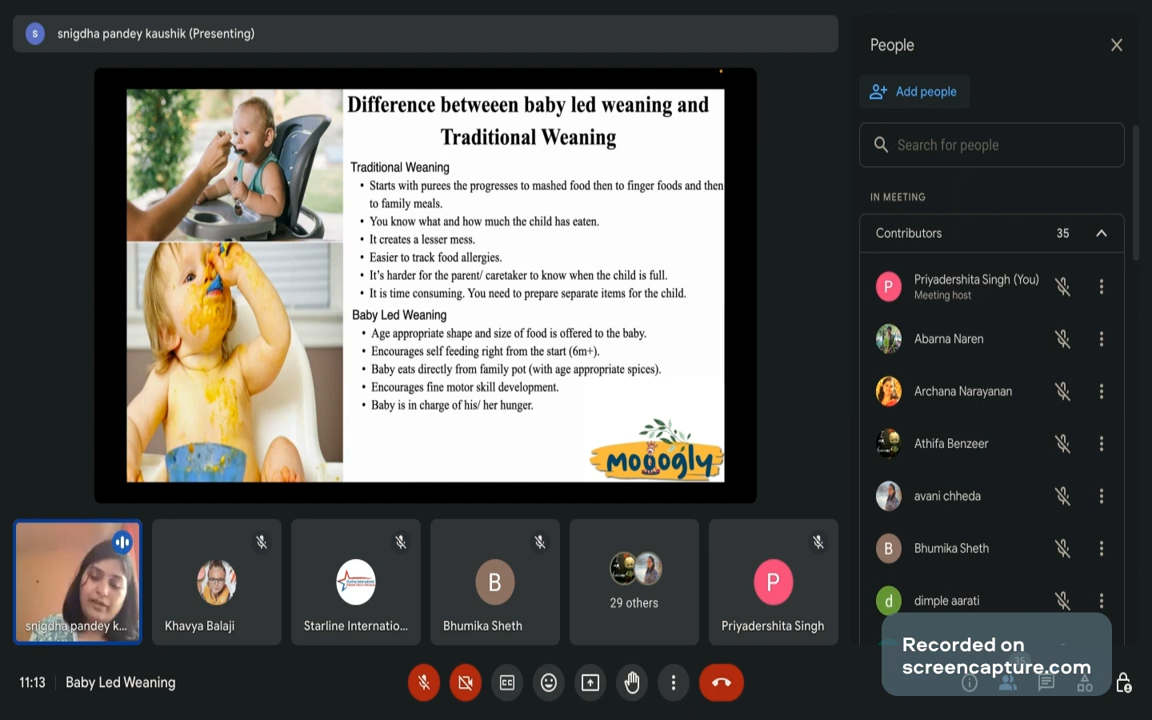 s
snigdha pandey kaushik (Presenting)
Difference betweeen baby led weaning and
Traditional Weaning
Traditional Weaning
• Starts with purees the progresses to mashed food then to finger foods and then
to family meals.
• You know what and how much the child has eaten.
• It creates a lesser mess.
• Easier to track food allergies.
• It's harder for the parent/ caretaker to know when the child is full.
• It is time consuming. You need to prepare separate items for the child.
Baby Led Weaning
• Age appropriate shape and size of food is offered to the baby.
• Encourages self feeding right from the start (6m+).
• Baby eats directly from family pot (with age appropriate spices).
• Encourages fine motor skill development.
• Baby is in charge of his/ her hunger.
mooogly
snigdha pandey k...
Khavya Balaji
Starline Internatio...
B
Bhumika Sheth
29 others
P
Priyadershita Singh
11:13
Baby Led Weaning
CC
People
Add people
Search for people
IN MEETING
Contributors
35
P
Priyadershita Singh (You)
Meeting host
Abarna Naren
Archana Narayanan
Athifa Benzeer
avani chheda
B
Bhumika Sheth
d
dimple aarati
Recorded on
screencapture.com